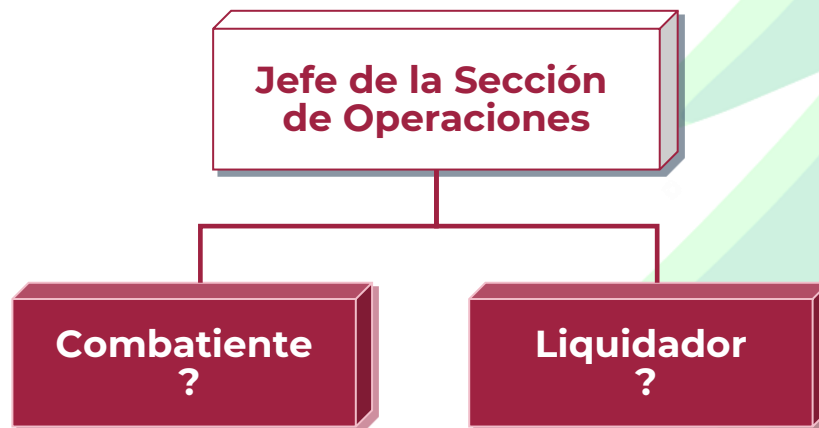 Jefe de la Sección
de Operaciones
Combatiente
?
Liquidador
?